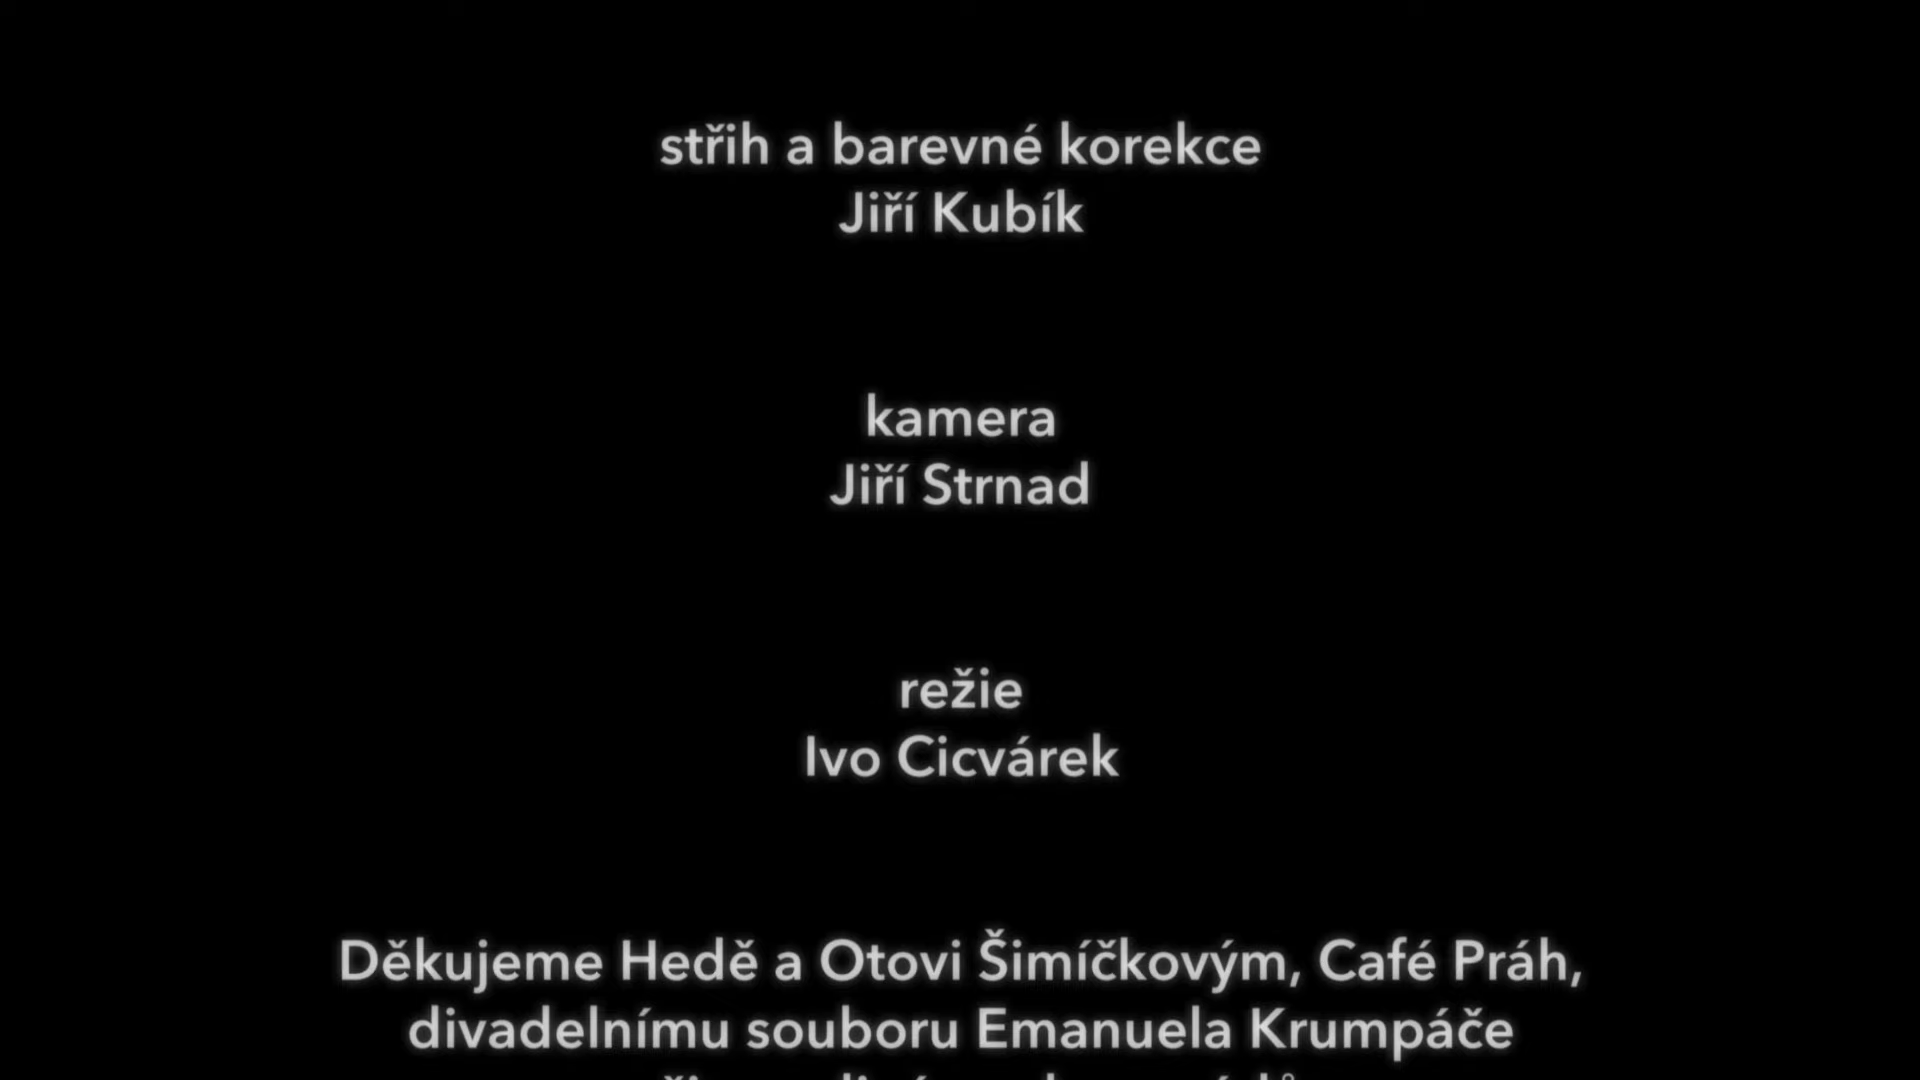 střih a barevné korekce
Jiří Kubík
kamera
Jiří Strnad
režie
Ivo Cicvárek
Děkujeme Hedě a Otovi Šimíčkovým, Café Práh,
divadelnímu souboru Emanuela Krumpáče